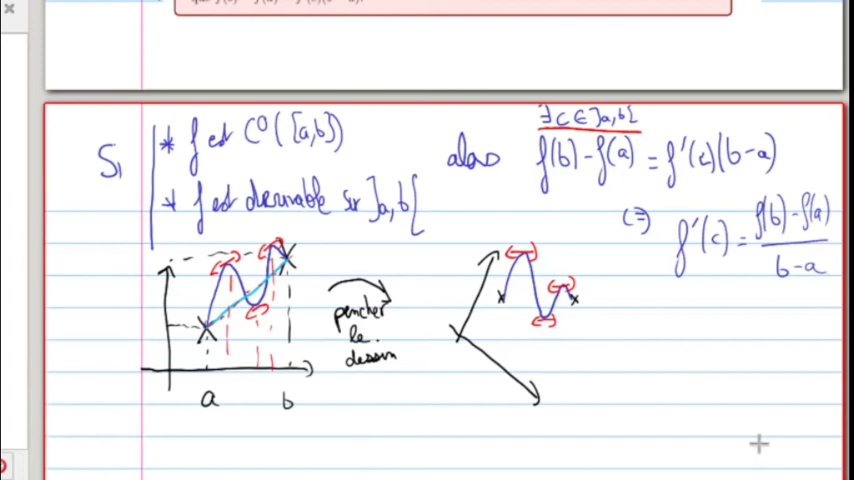 Si
* f est C⁰([a,b])
* f est dérivable sur ]a,b[
alors
∃ c ∈ ]a,b[
f(b) - f(a) = f'(c)(b-a)
(=) f'(c) = f(b) - f(a) / b-a
pencher
le
dessin
a
b